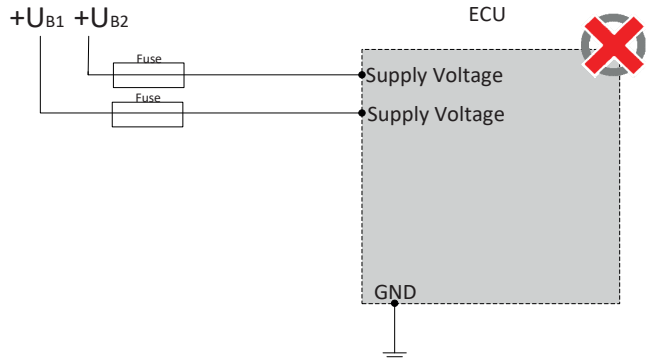 +UB1 +UB2
ECU
Fuse
Supply Voltage
Fuse
Supply Voltage
GND